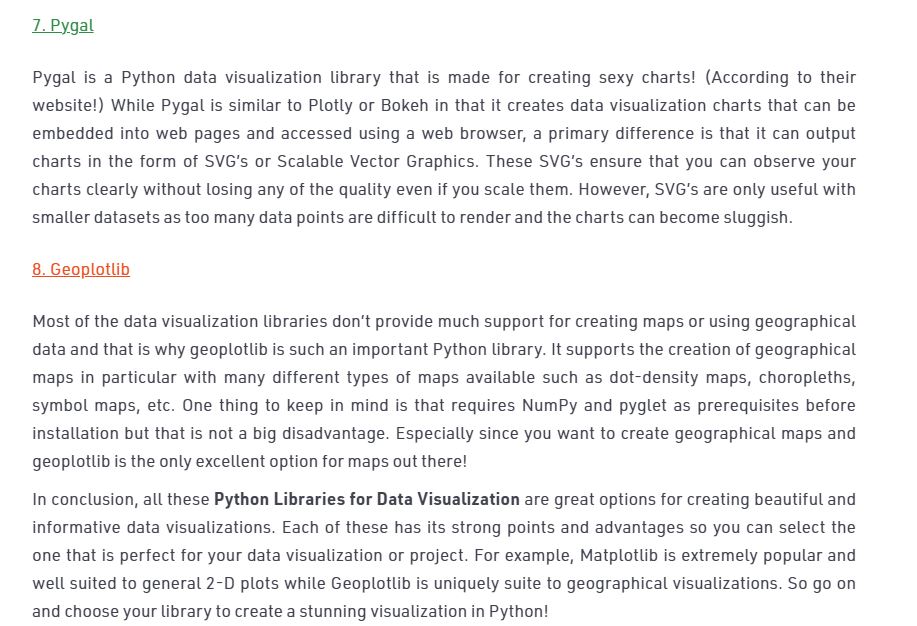 7. Pygal
Pygal is a Python data visualization library that is made for creating sexy charts! (According to their
website!) While Pygal is similar to Plotly or Bokeh in that it creates data visualization charts that can be
embedded into web pages and accessed using a web browser, a primary difference is that it can output
charts in the form of SVG's or Scalable Vector Graphics. These SVG's ensure that you can observe your
charts clearly without losing any of the quality even if you scale them. However, SVG's are only useful with
smaller datasets as too many data points are difficult to render and the charts can become sluggish.
8. Geoplotlib
Most of the data visualization libraries don't provide much support for creating maps or using geographical
data and that is why geoplotlib is such an important Python library. It supports the creation of geographical
maps in particular with many different types of maps available such as dot-density maps, choropleths,
symbol maps, etc. One thing to keep in mind is that requires NumPy and pyglet as prerequisites before
installation but that is not a big disadvantage. Especially since you want to create geographical maps and
geoplotlib is the only excellent option for maps out there!
In conclusion, all these Python Libraries for Data Visualization are great options for creating beautiful and
informative data visualizations. Each of these has its strong points and advantages so you can select the
one that is perfect for your data visualization or project. For example, Matplotlib is extremely popular and
well suited to general 2-D plots while Geoplotlib is uniquely suite to geographical visualizations. So go on
and choose your library to create a stunning visualization in Python!